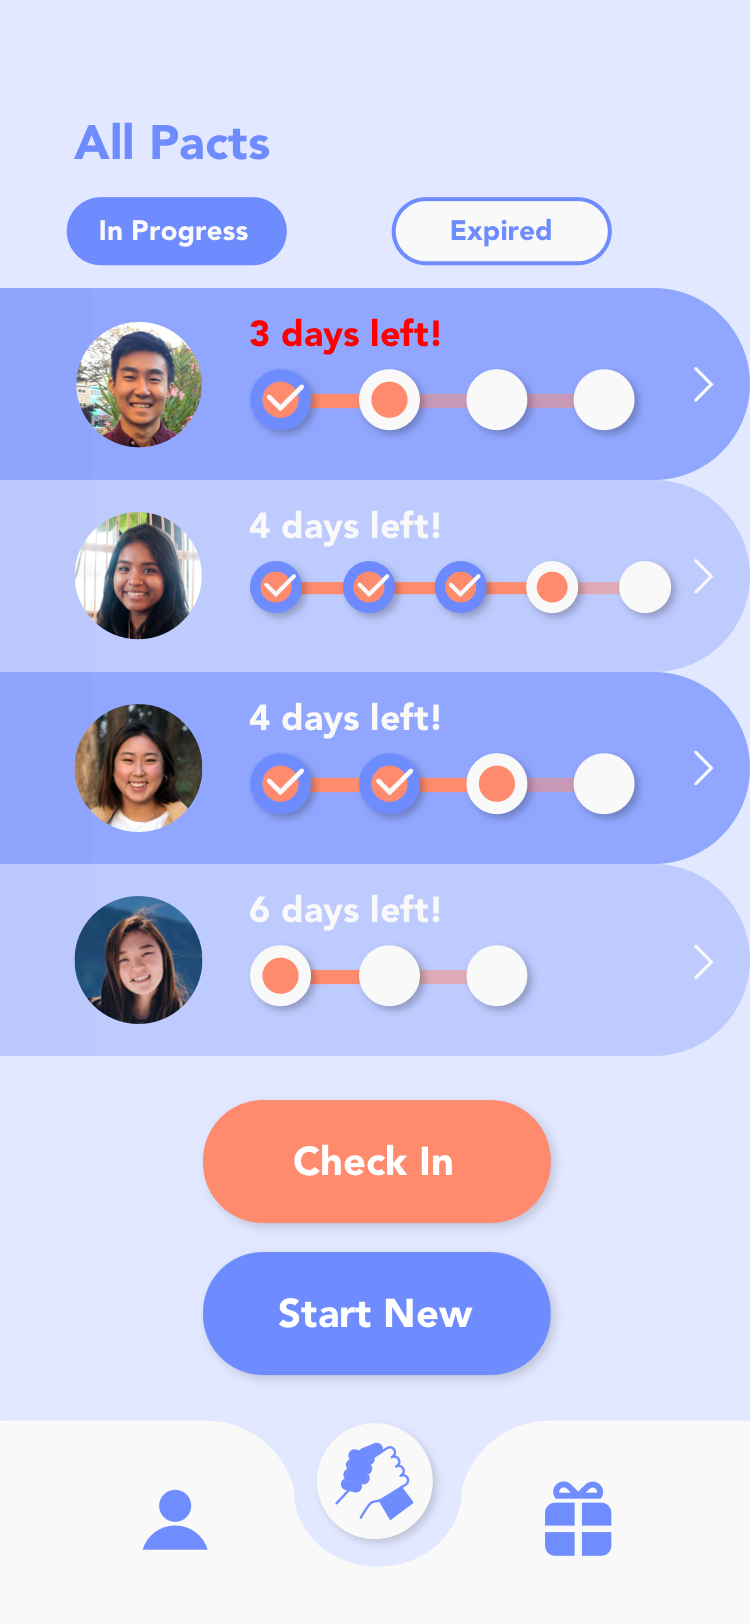 All Pacts
In Progress
Expired
3 days left!
4 days left!
4 days left!
6 days left!
Check In
Start New